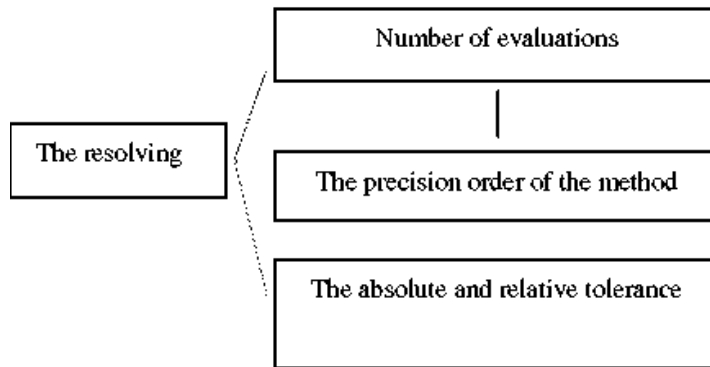 Number of evaluations
The resolving
The precision order of the method
The absolute and relative tolerance